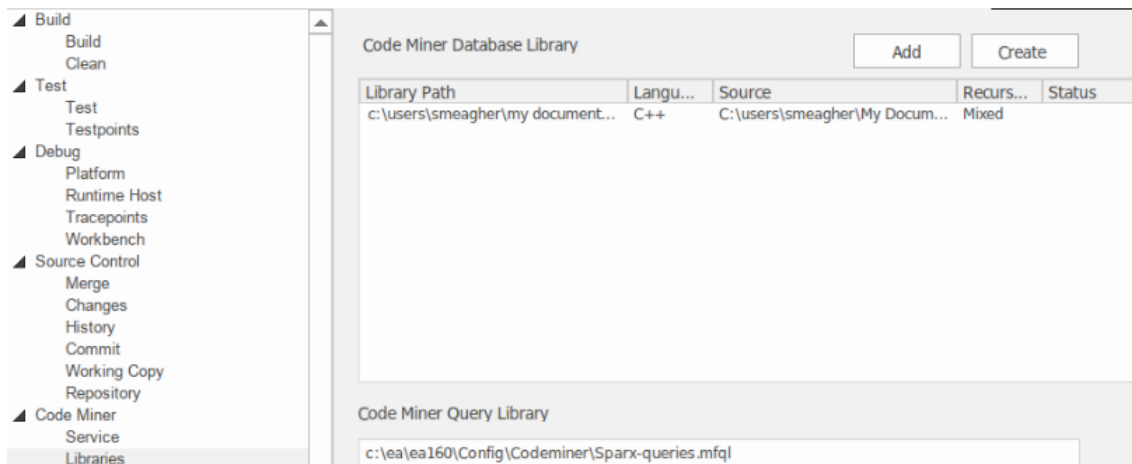 Build
Build
Clean
Test
Test
Testpoints
Debug
Platform
Runtime Host
Tracepoints
Workbench
Source Control
Merge
Changes
History
Commit
Working Copy
Repository
Code Miner
Service
Libraries
Code Miner Database Library
Add Create
Library Path Langu... Source Recurs... Status
c:\users\smeagher\my document... C++ C:\users\smeagher\My Docum... Mixed
Code Miner Query Library
c:\ea\ea160\Config\Codeminer\Sparx-queries.mfql